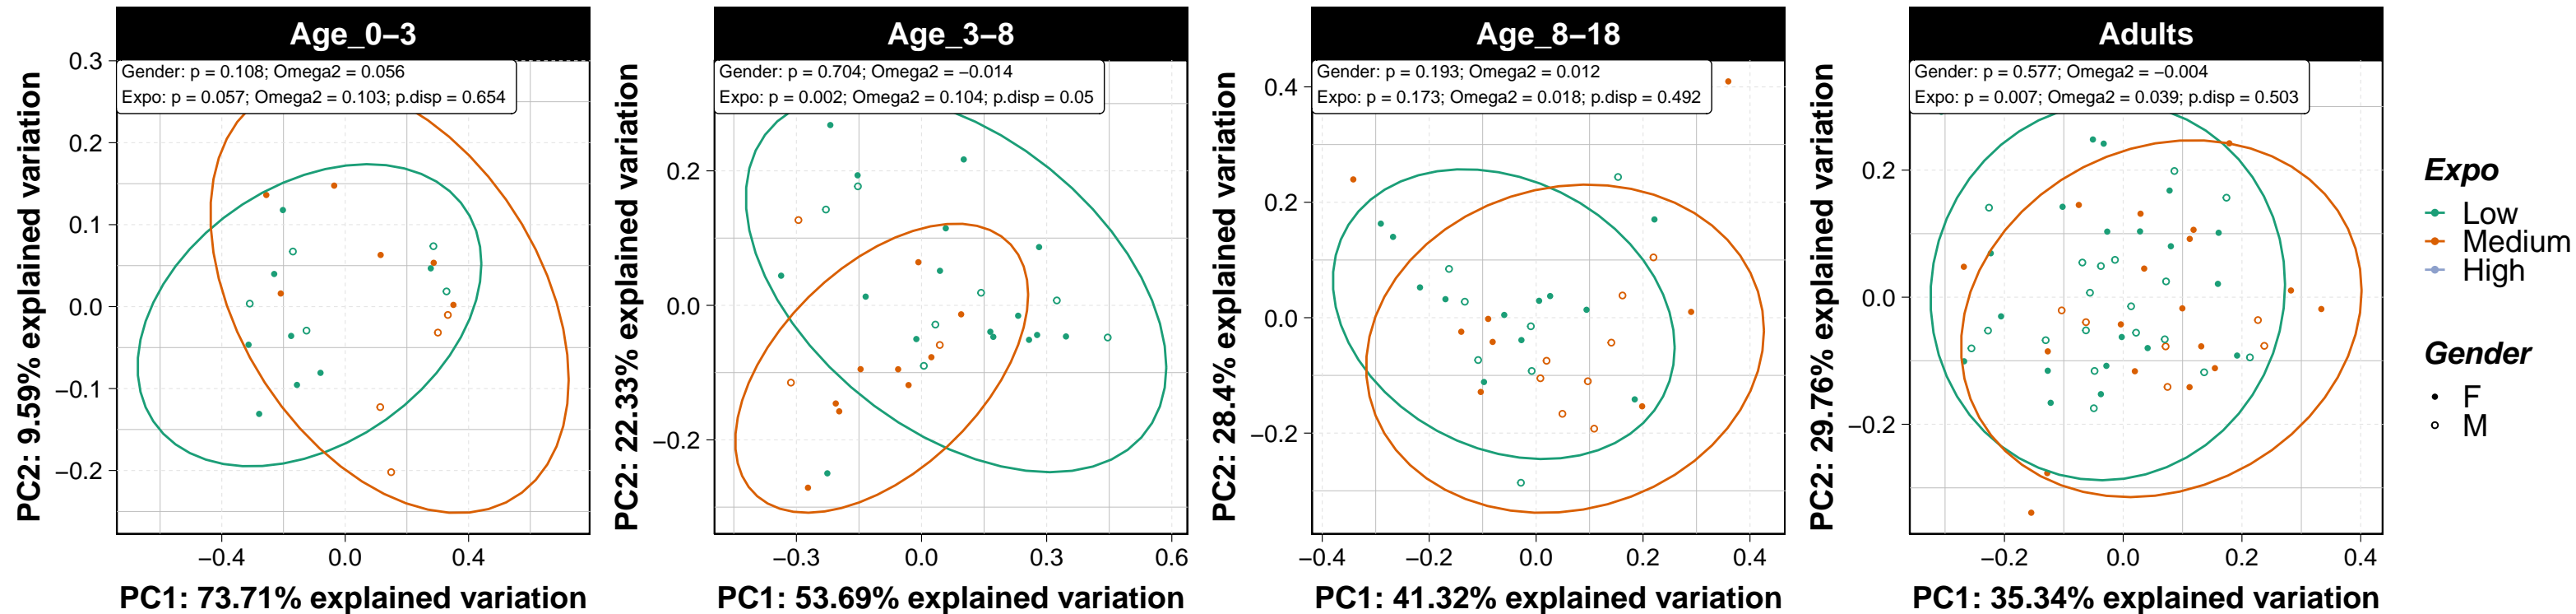 Age_0–3
Gender: p = 0.108; Omega2 = 0.056
Expo: p = 0.057; Omega2 = 0.103; p.disp = 0.654
PC2: 9.59% explained variation
0.3
0.2
0.1
0.0
−0.1
−0.2
−0.4 0.0 0.4
PC1: 73.71% explained variation
Age_3–8
Gender: p = 0.704; Omega2 = −0.014
Expo: p = 0.002; Omega2 = 0.104; p.disp = 0.05
PC2: 22.33% explained variation
0.2
0.0
−0.2
−0.3 0.0 0.3 0.6
PC1: 53.69% explained variation
Age_8–18
Gender: p = 0.193; Omega2 = 0.012
Expo: p = 0.173; Omega2 = 0.018; p.disp = 0.492
PC2: 28.4% explained variation
0.4
0.2
0.0
−0.2
−0.4 −0.2 0.0 0.2 0.4
PC1: 41.32% explained variation
Adults
Gender: p = 0.577; Omega2 = −0.004
Expo: p = 0.007; Omega2 = 0.039; p.disp = 0.503
PC2: 29.76% explained variation
0.2
0.0
−0.2
−0.2 0.0 0.2 0.4
PC1: 35.34% explained variation
Expo
Low
Medium
High
Gender
F
M